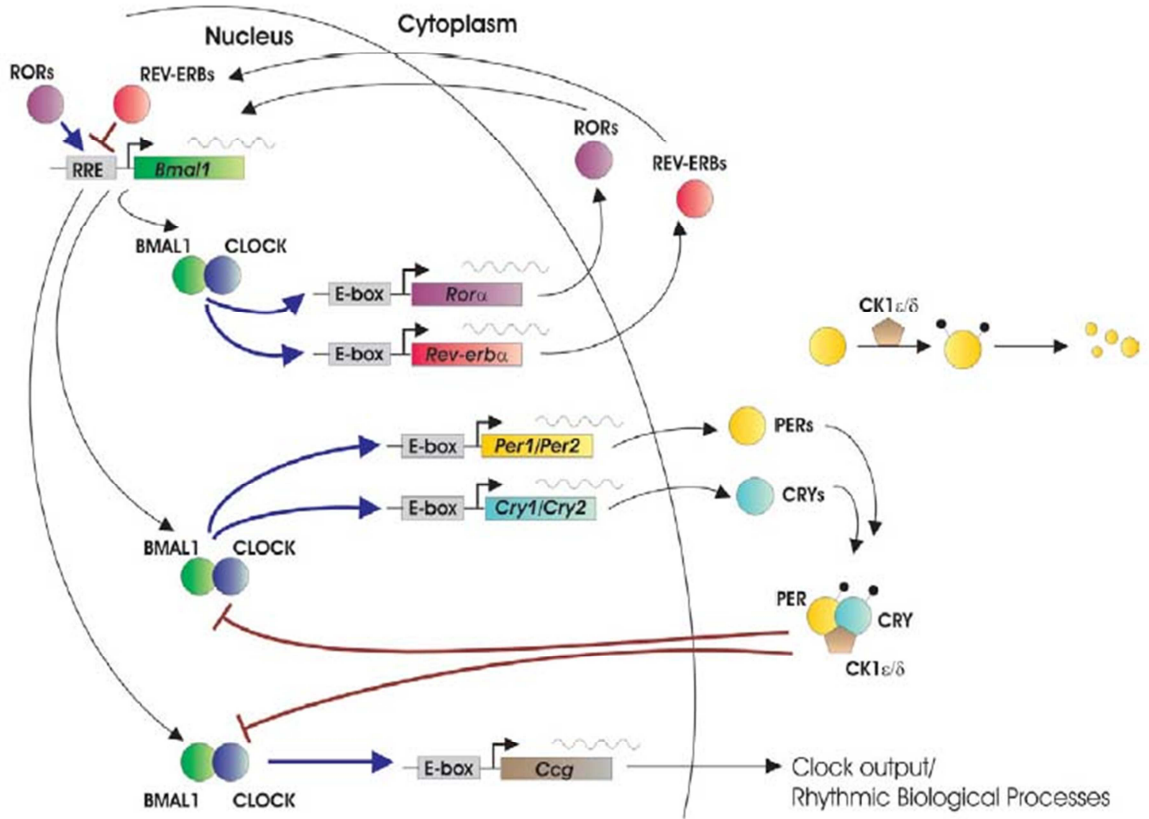 Nucleus
Cytoplasm
RORs
REV-ERBs
RRE
Bmal1
RORs
REV-ERBs
BMAL1
CLOCK
E-box
Rorα
E-box
Rev-erbα
CK1ε/δ
E-box
Per1/Per2
PERs
E-box
Cry1/Cry2
CRYs
BMAL1
CLOCK
PER
CRY
CK1ε/δ
E-box
Ccg
Clock output/
Rhythmic Biological Processes
BMAL1
CLOCK